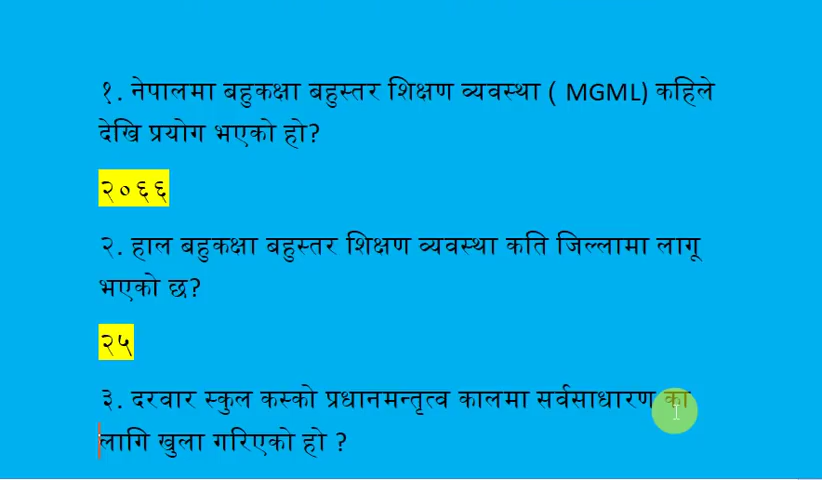 १. नेपालमा बहुकक्षा बहुस्तर शिक्षण व्यवस्था ( MGML) कहिले
देखि प्रयोग भएको हो?
२०६६
२. हाल बहुकक्षा बहुस्तर शिक्षण व्यवस्था कति जिल्लामा लागू
भएको छ?
२५
३. दरवार स्कुल कस्को प्रधानमन्तृत्व कालमा सर्वसाधारण का
लागि खुला गरिएको हो ?